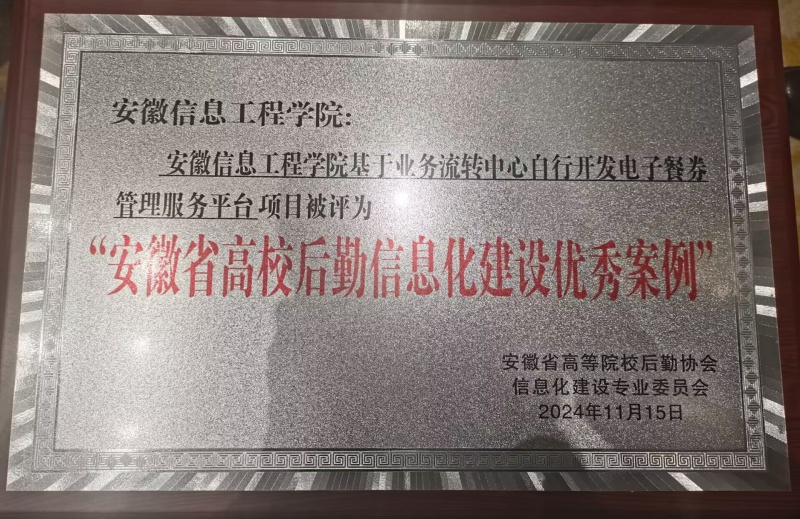 安徽信息工程学院：
安徽信息工程学院基于业务流转中心自行开发电子餐券
管理服务平台项目被评为
“安徽省高校后勤信息化建设优秀案例”
安徽省高等院校后勤协会
信息化建设专业委员会
2024年11月15日